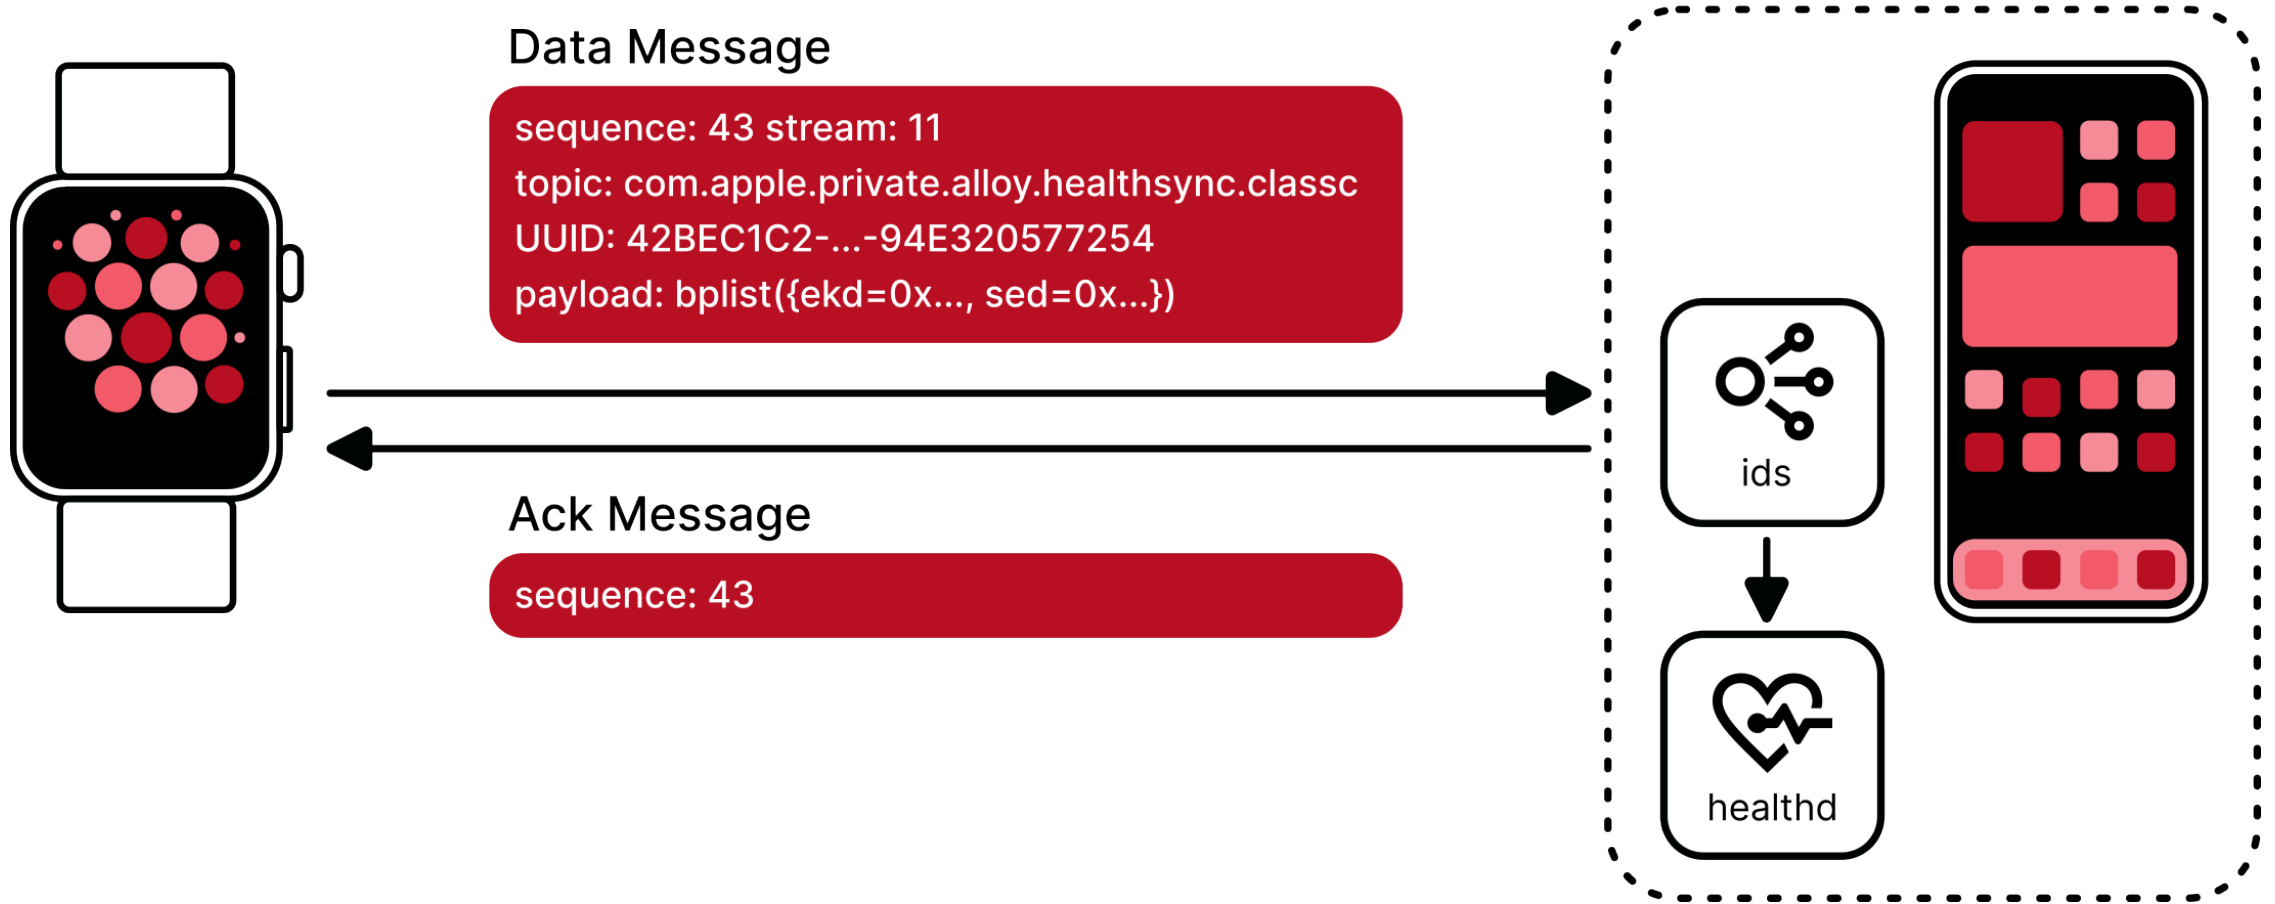 Data Message
sequence: 43 stream: 11
topic: com.apple.private.alloy.healthsync.classc
UUID: 42BEC1C2-...-94E320577254
payload: bplist({ekd=0x..., sed=0x...})
Ack Message
sequence: 43
ids
healthd